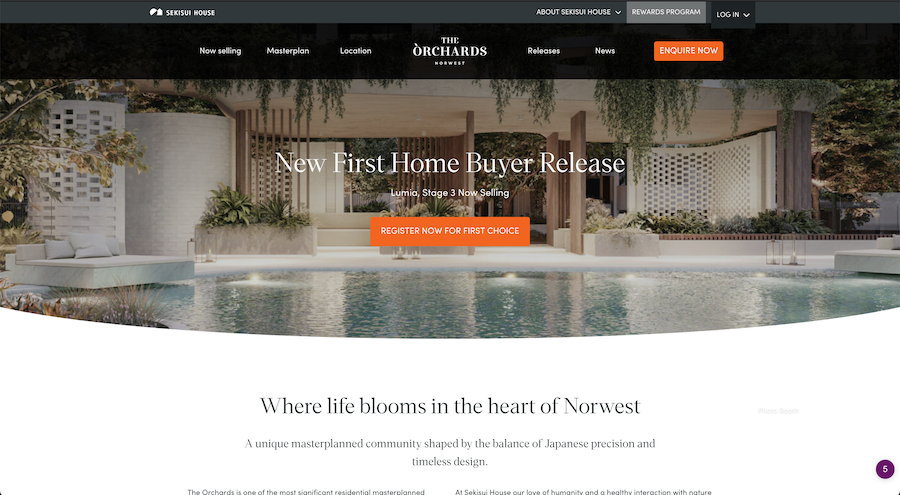 SEKISUI HOUSE
ABOUT SEKISUI HOUSE
REWARDS PROGRAM
LOG IN
Now selling
Masterplan
Location
THE
ORCHARDS
NORWEST
Releases
News
ENQUIRE NOW
New First Home Buyer Release
Lumia, Stage 3 Now Selling
REGISTER NOW FOR FIRST CHOICE
Where life blooms in the heart of Norwest
A unique masterplanned community shaped by the balance of Japanese precision and
timeless design.
The Orchards is one of the most significant residential masterplanned
At Sekisui House our love of humanity and a healthy interaction with nature
5